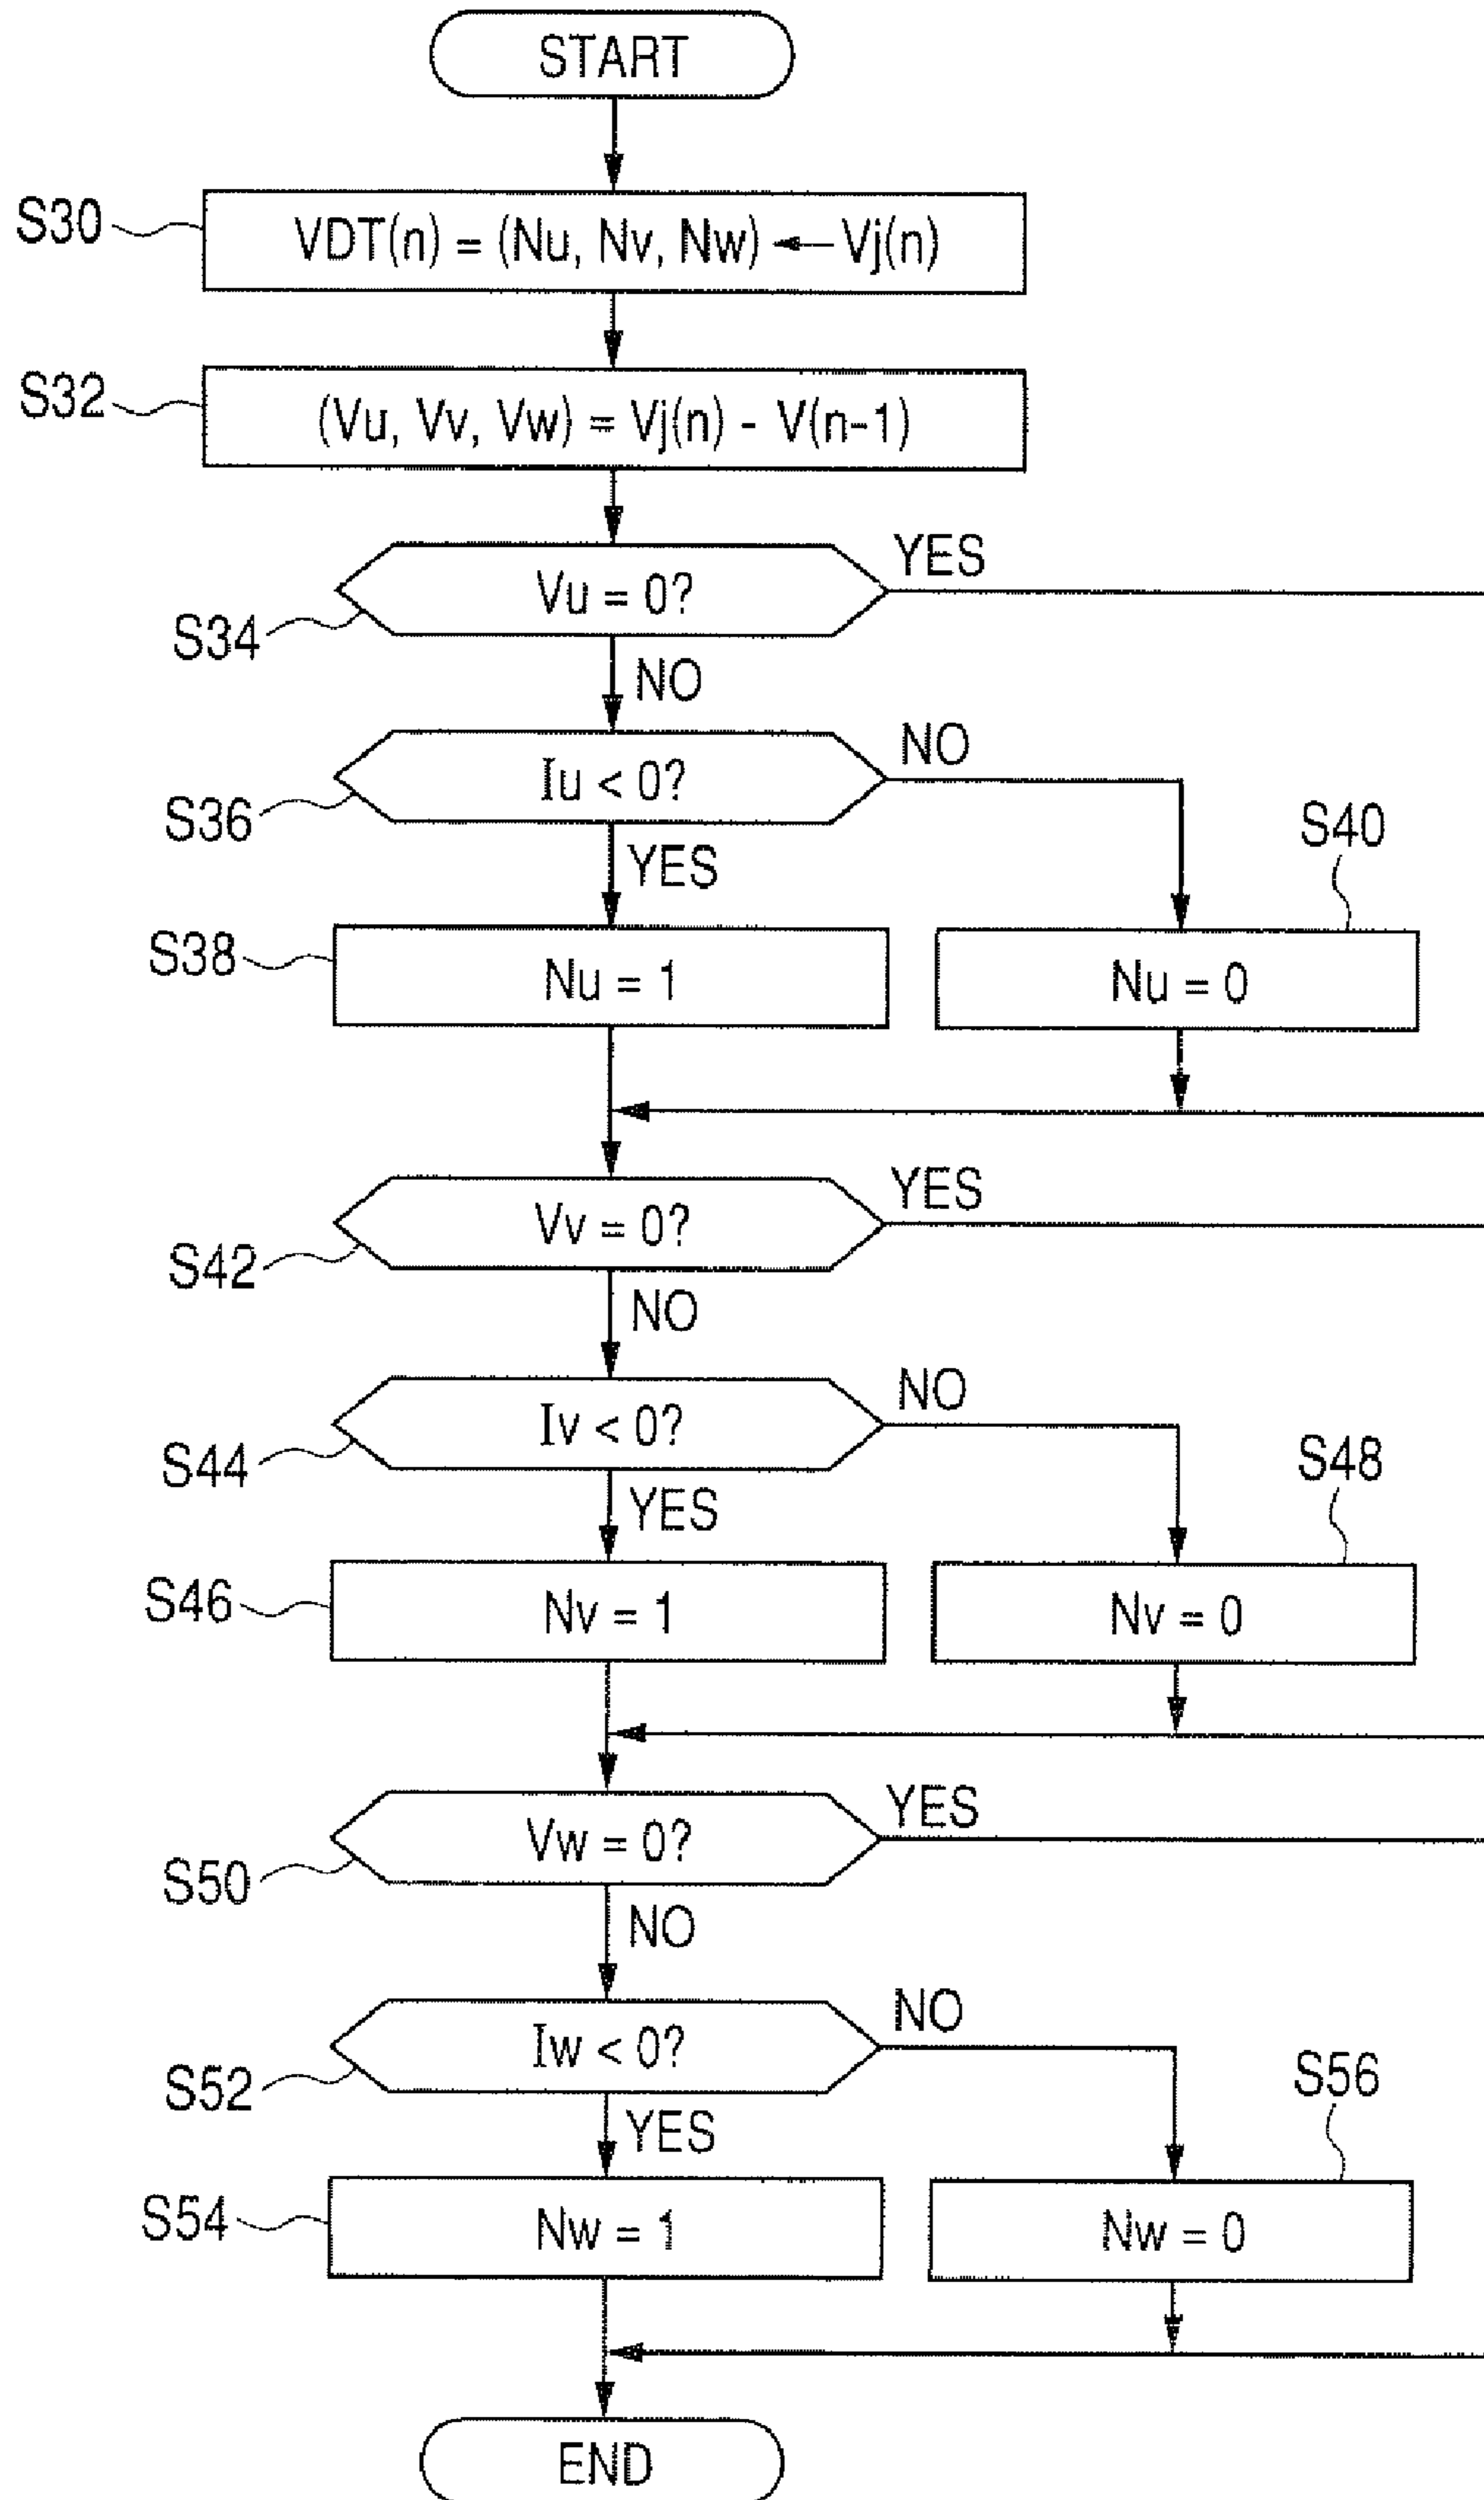 START
S30
VDT(n) = (Nu, Nv, Nw) ← Vj(n)
S32
(Vu, Vv, Vw) = Vj(n) - V(n-1)
Vu = 0?
YES
S34
NO
Iu < 0?
NO
S36
YES
S40
S38
Nu = 1
Nu = 0
Vv = 0?
YES
S42
NO
Iv < 0?
NO
S44
YES
S48
S46
Nv = 1
Nv = 0
Vw = 0?
YES
S50
NO
Iw < 0?
NO
S52
YES
S56
S54
Nw = 1
Nw = 0
END